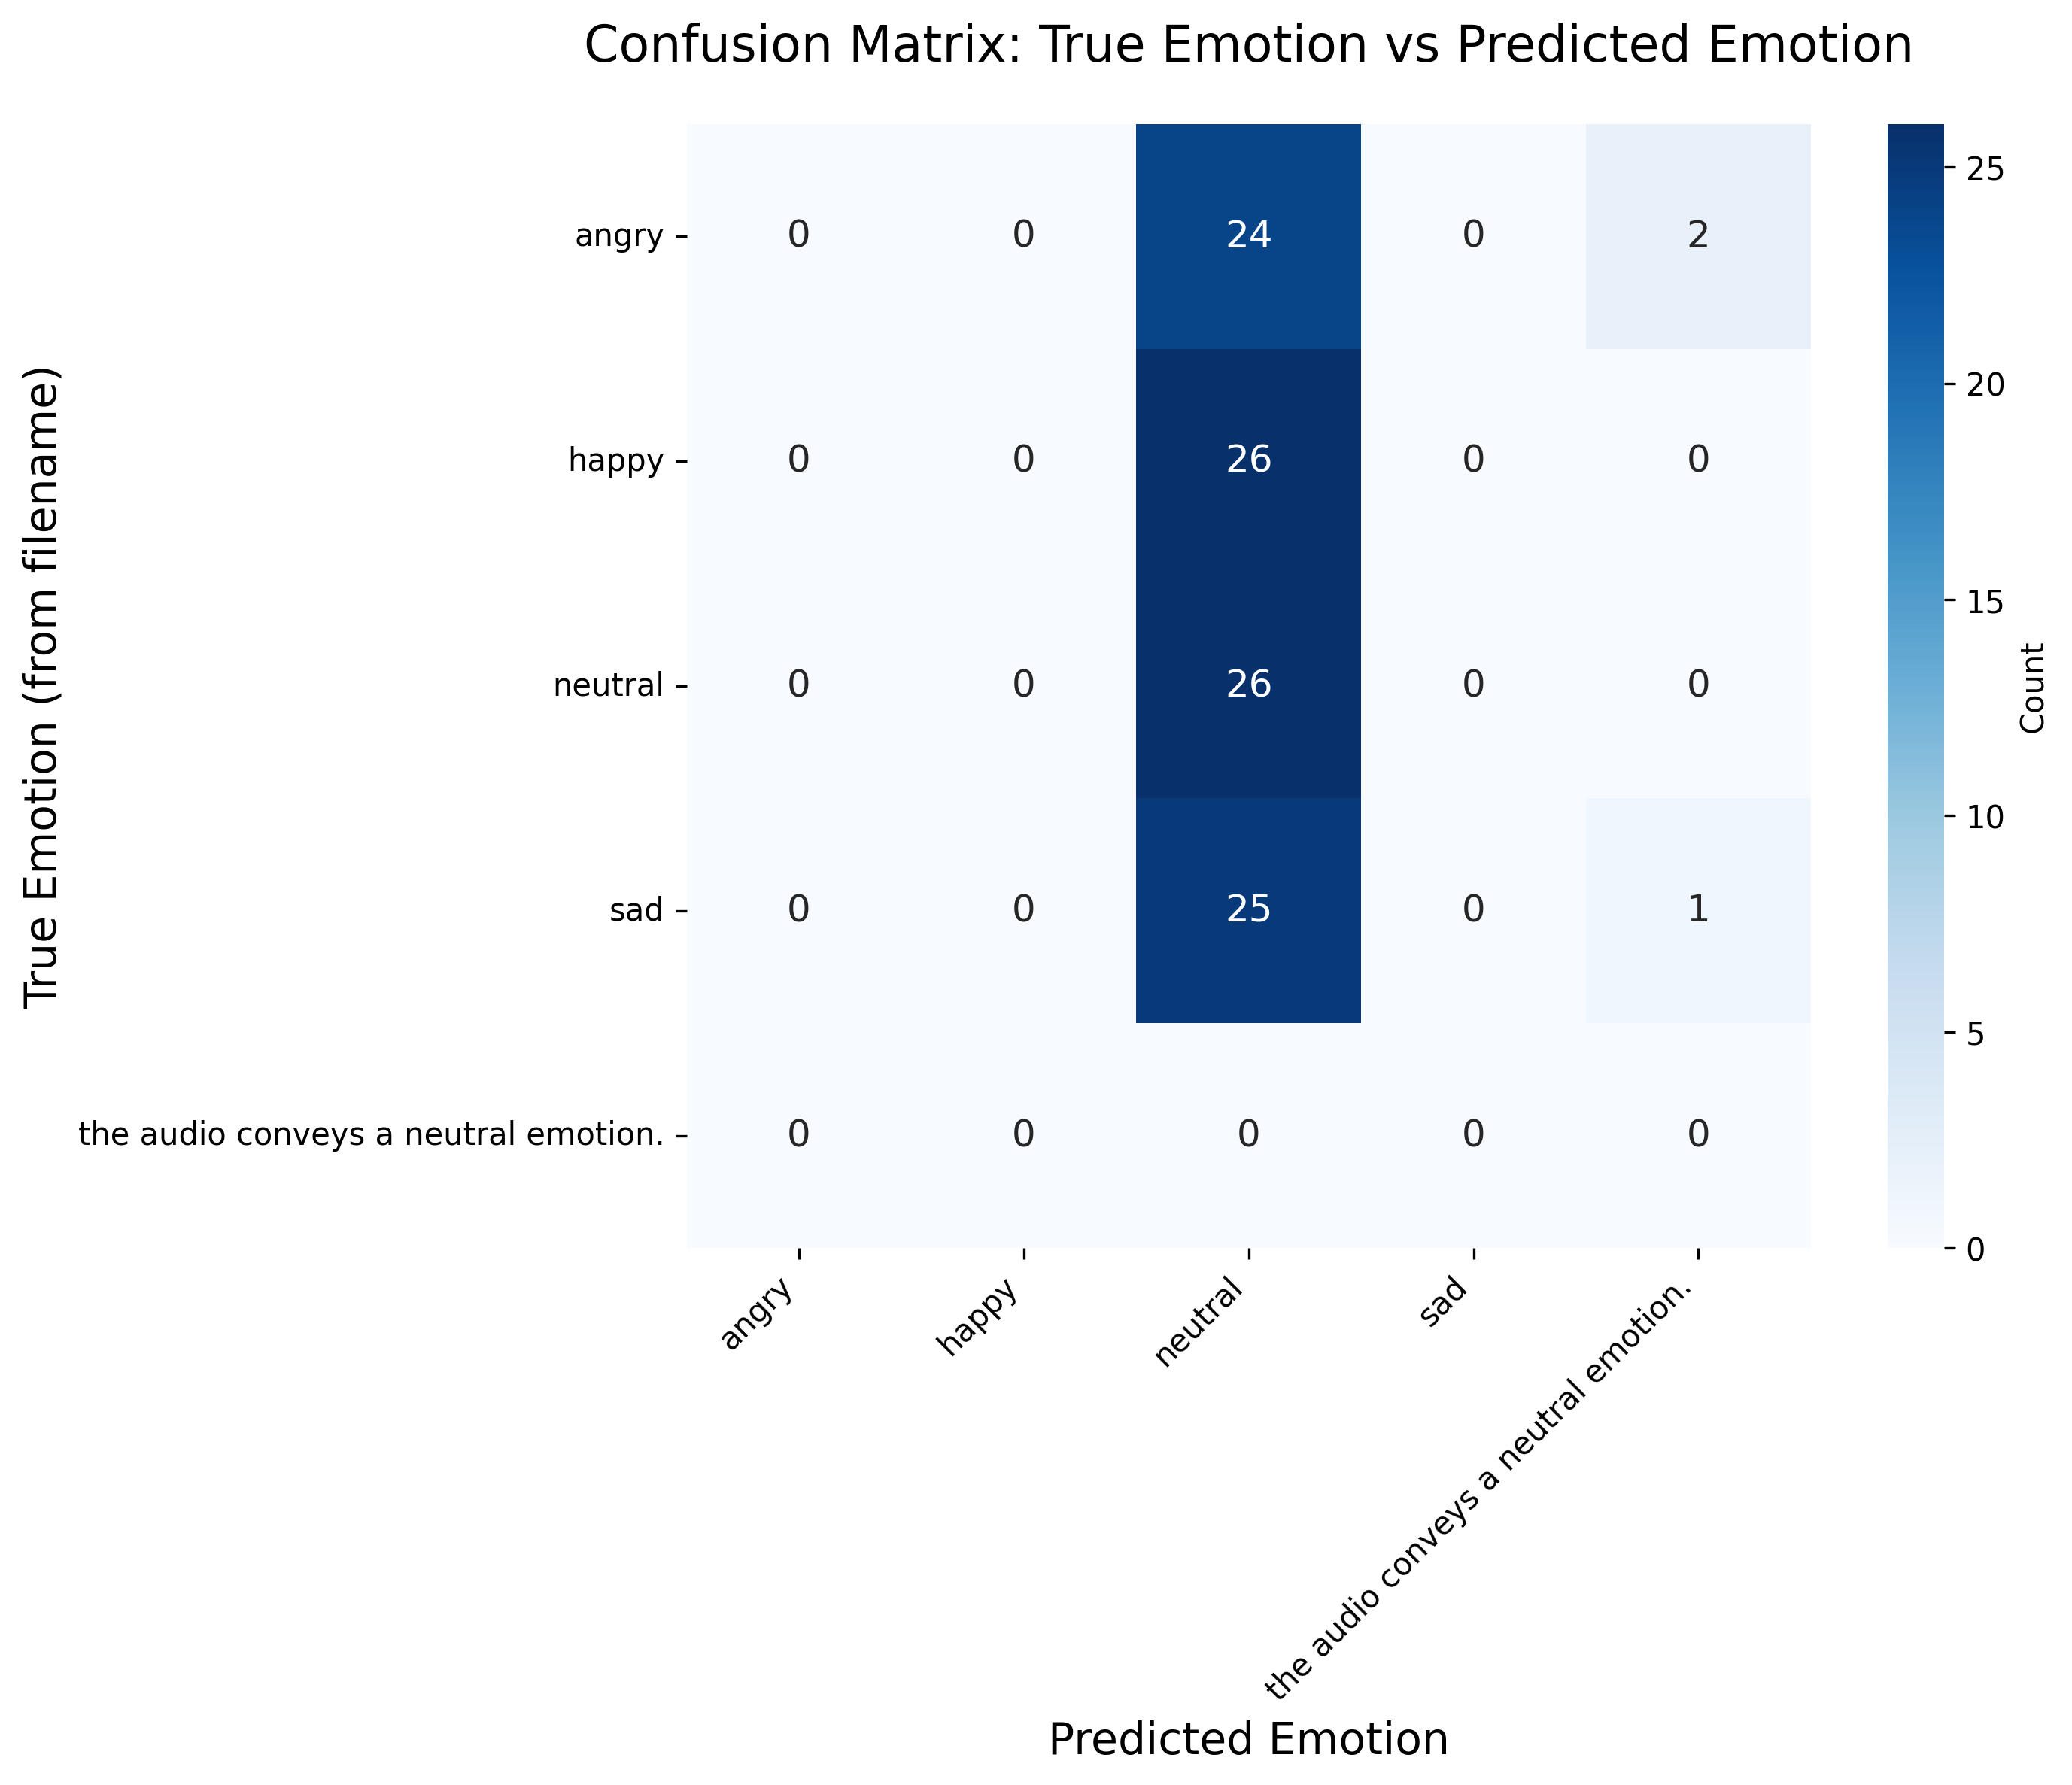 Confusion Matrix: True Emotion vs Predicted Emotion
True Emotion (from filename)
angry
0 0 24 0 2
happy
0 0 26 0 0
neutral
0 0 26 0 0
sad
0 0 25 0 1
the audio conveys a neutral emotion.
0 0 0 0 0
angry
happy
neutral
sad
the audio conveys a neutral emotion.
Predicted Emotion
25
20
15
10
5
0
Count